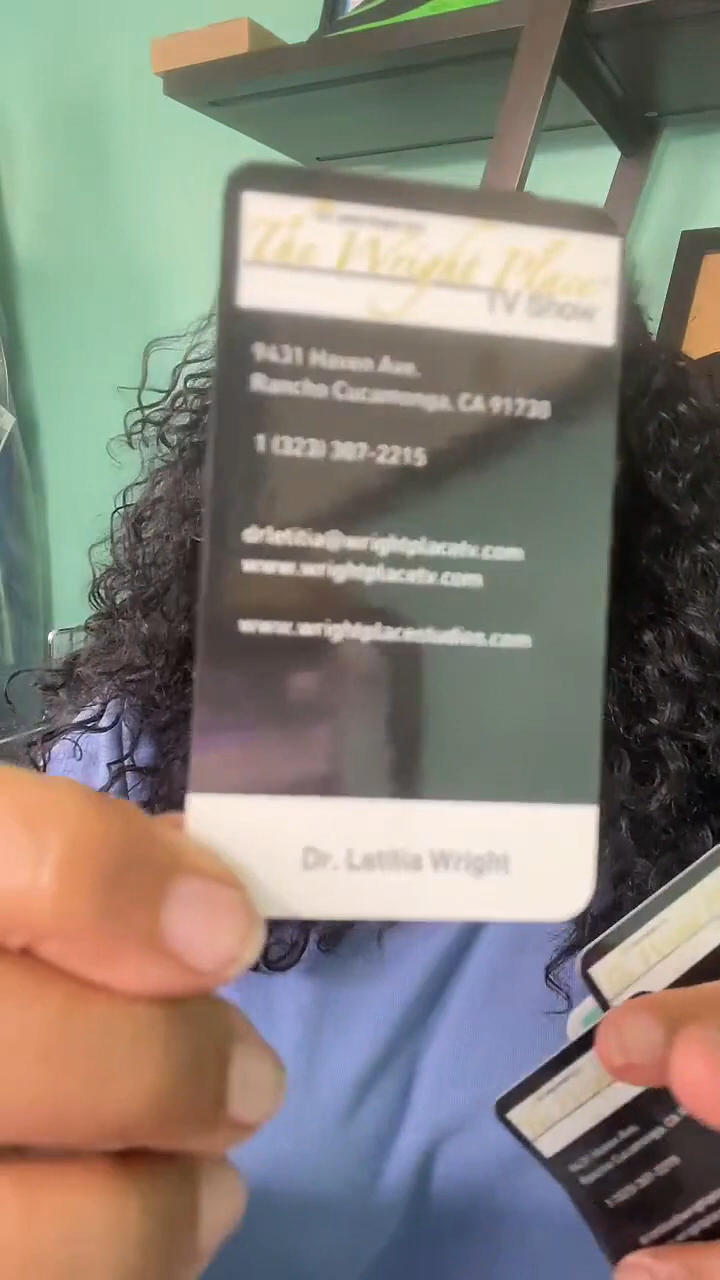 The Wright Place
TV Show
9431 Haven Ave.
Rancho Cucamonga, CA 91730
1 (323) 307-2215
drletitia@wrightplacetv.com
www.wrightplacetv.com
www.wrightplacestudios.com
Dr. Letitia Wright